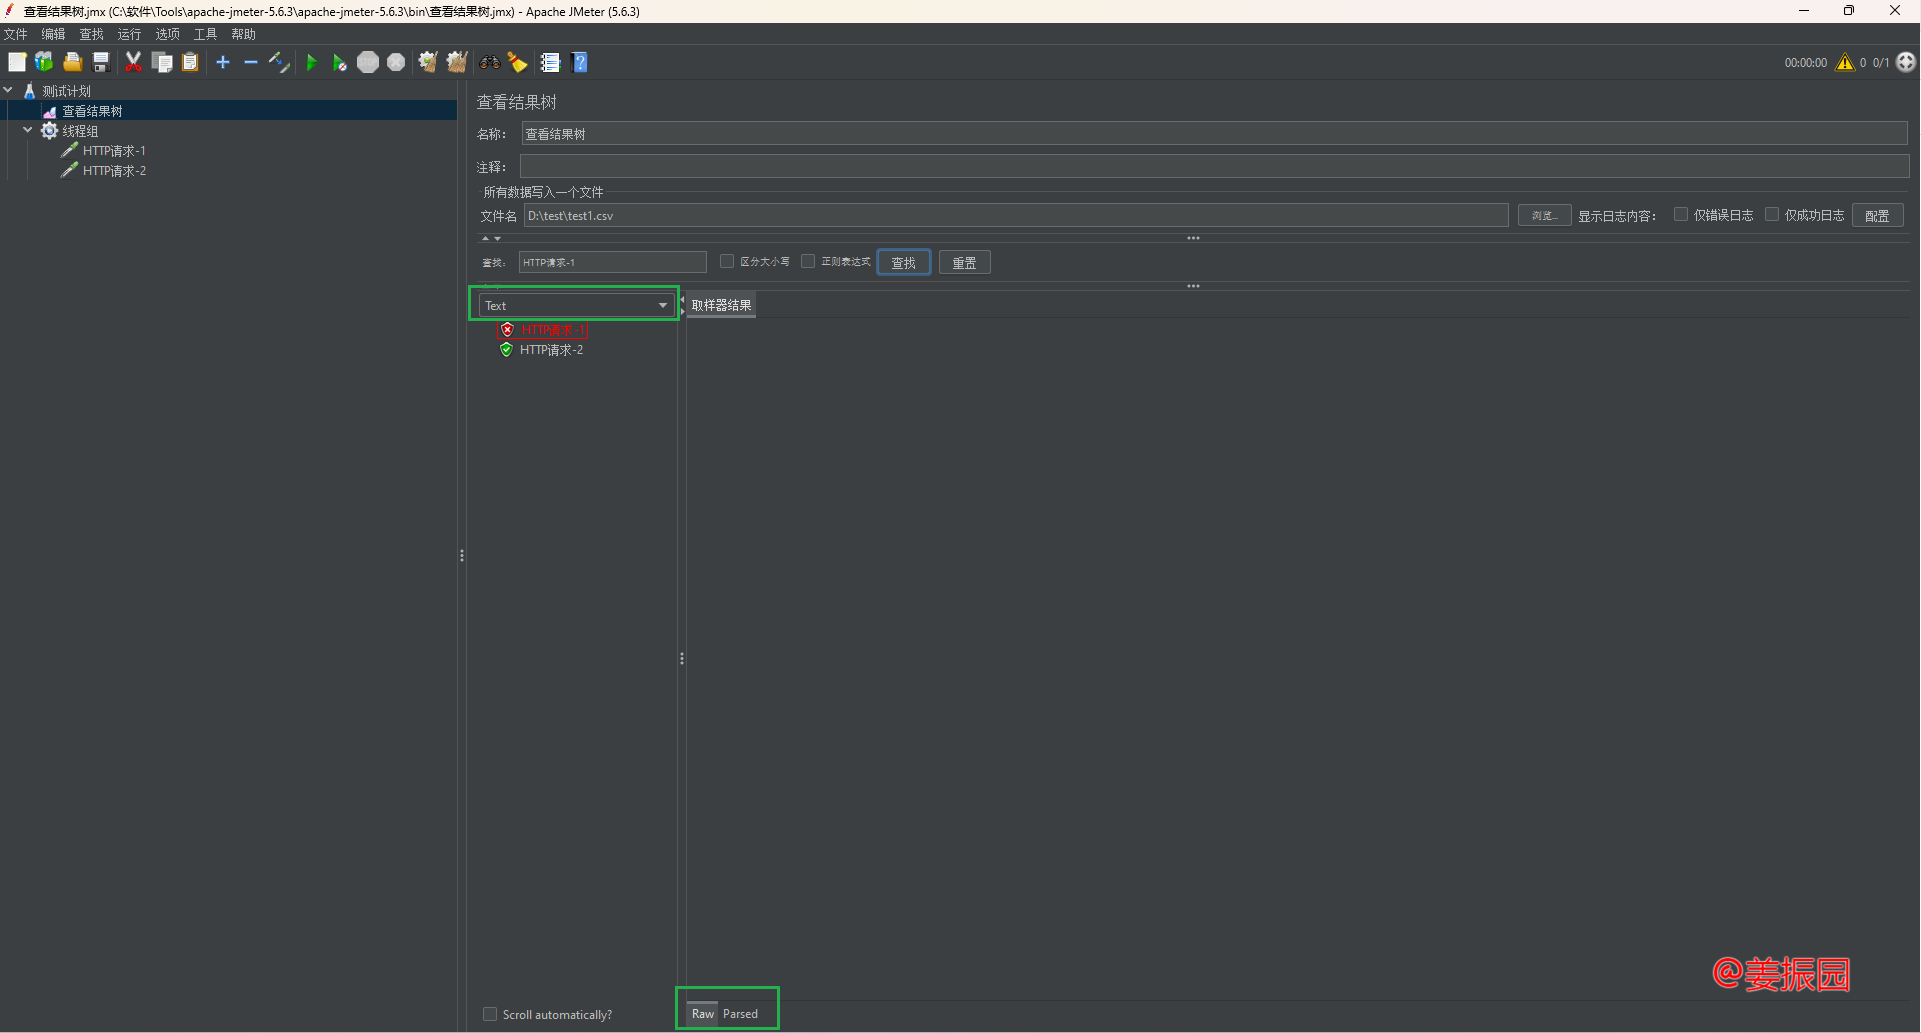 查看结果树.jmx (C:\软件\Tools\apache-jmeter-5.6.3\apache-jmeter-5.6.3\bin\查看结果树.jmx) - Apache JMeter (5.6.3)
文件 编辑 查找 运行 选项 工具 帮助
STOP ? 00:00:00 0 0/1
测试计划
查看结果树
线程组
HTTP请求-1
HTTP请求-2
查看结果树
名称： 查看结果树
注释：
所有数据写入一个文件
文件名 D:\test\test1.csv 浏览... 显示日志内容： 仅错误日志 仅成功日志 配置
查找： HTTP请求-1 区分大小写 正则表达式 查找 重置
Text 取样器结果
HTTP请求-1
HTTP请求-2
@姜振园
Scroll automatically? Raw Parsed